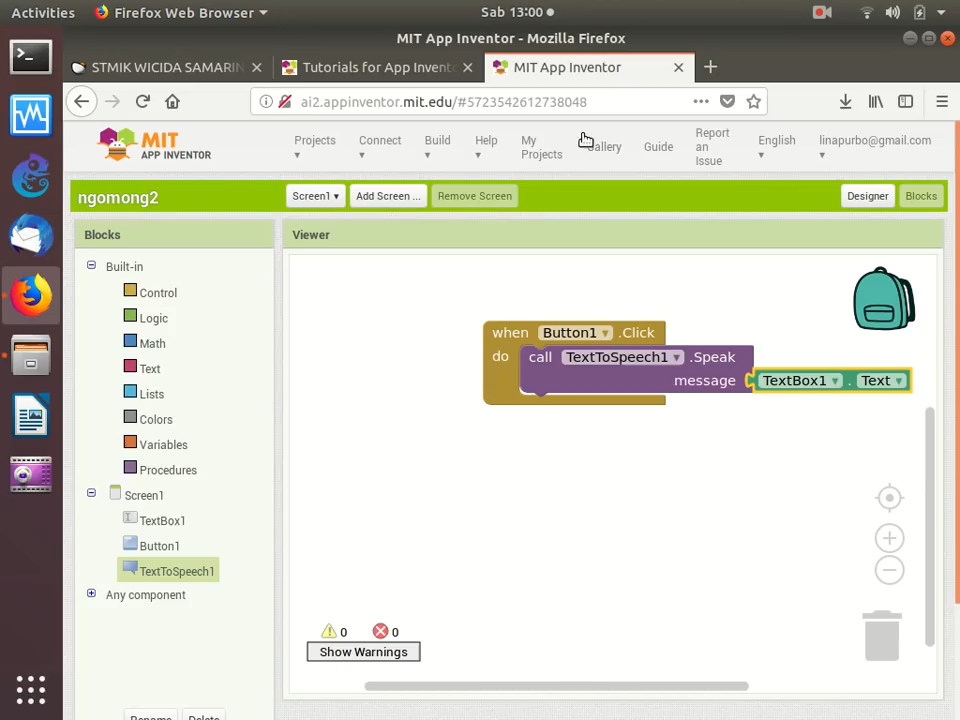 Activities
Firefox Web Browser
Sab 13:00
MIT App Inventor - Mozilla Firefox
STMIK WICIDA SAMARIN
Tutorials for App Invent
MIT App Inventor
ai2.appinventor.mit.edu/#5723542612738048
MIT
APP INVENTOR
Projects
Connect
Build
Help
My
Projects
Gallery
Guide
Report
an
Issue
English
linapurbo@gmail.com
ngomong2
Screen1
Add Screen ...
Remove Screen
Designer
Blocks
Blocks
Viewer
Built-in
Control
Logic
Math
Text
Lists
Colors
Variables
Procedures
Screen1
TextBox1
Button1
TextToSpeech1
Any component
Rename
Delete
when Button1 .Click
do call TextToSpeech1 .Speak
message TextBox1 . Text
0 0
Show Warnings